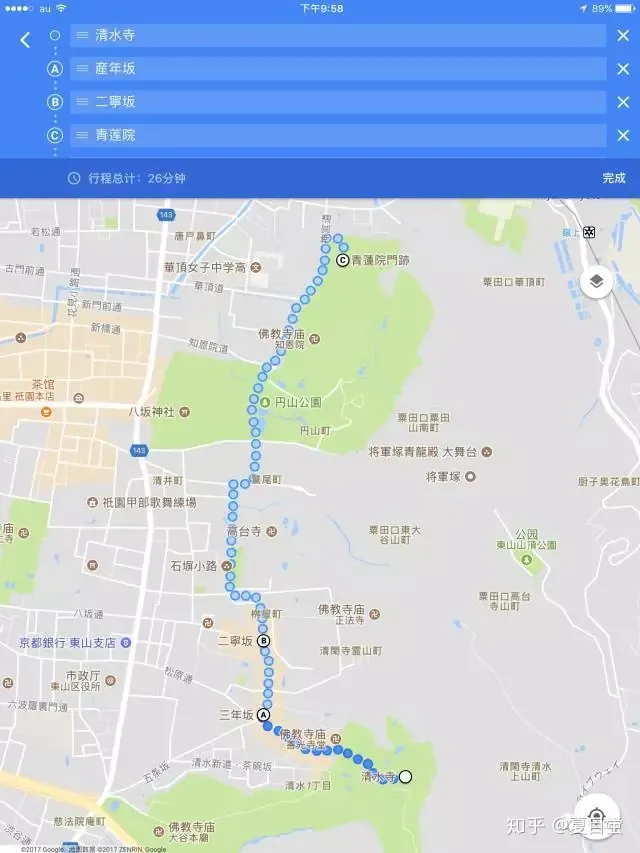 au
下午9:58
89%
清水寺
A
産年坂
B
二寧坂
C
青蓮院
行程总计：26分钟
完成
143
若松通
唐戸鼻町
蹴上
古門前通
華頂女子中学高
C
青蓮院門跡
粟田口華頂町
華頂道
新門前通
新橋通
知恩院道
佛教寺庙
知恩院
茶馆
祇園本店
円山公園
八坂神社
粟田口粟田
山南町
円山町
143
将軍塚青龍殿 大舞台
将軍塚
清井町
鷲尾町
厨子奥花鳥町
祇園甲部歌舞練場
高台寺
粟田口東大
谷山町
公园
東山山頂公園
石塀小路
粟田口高台
寺山町
八坂通
桝屋町
佛教寺庙
正法寺
京都銀行 東山支店
二寧坂
B
清閑寺霊山町
市政厅
東山区役所
松原通
六波羅裏門通
三年坂
A
佛教寺庙
善光寺堂
五条坂
清水新道・茶碗坂
清水寺
清閑寺清水
上山町
清水1丁目
慈法院庵町
佛教寺庙
大谷本廟
渋谷通
知乎 @夏目堂
©2017 Google - 地図数据 ©2017 ZENRIN, Google